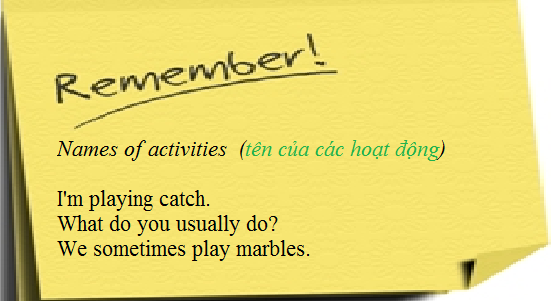 Remember!
Names of activities (tên của các hoạt động)
I'm playing catch.
What do you usually do?
We sometimes play marbles.